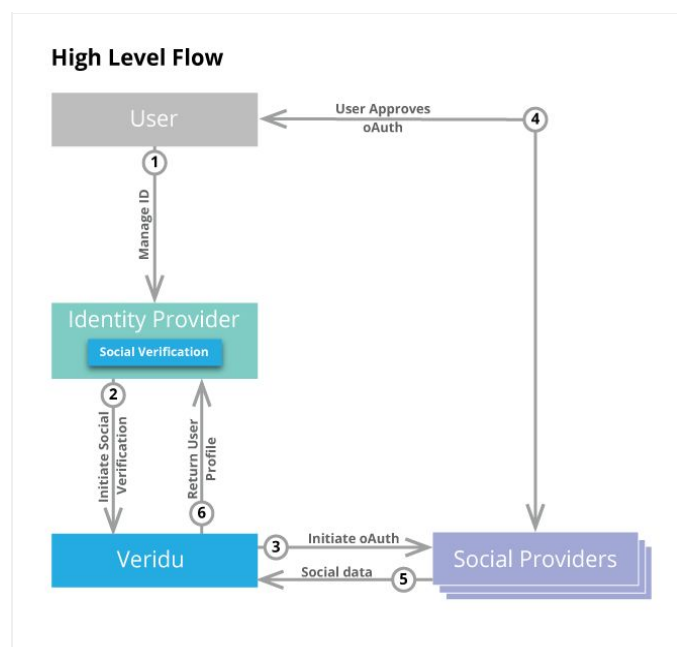 High Level Flow
User
User Approves
oAuth
4
1
Manage ID
Identity Provider
Social Verification
2
Initiate Social
Verification
Return User
Profile
6
Veridu
3
Initiate oAuth
Social data
5
Social Providers